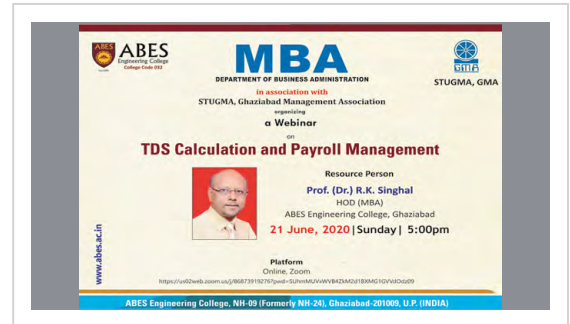 ABES
Engineering College
College Code 032
MBA
DEPARTMENT OF BUSINESS ADMINISTRATION
GMA
STUGMA, GMA
in association with
STUGMA, Ghaziabad Management Association
organizing
a Webinar
on
TDS Calculation and Payroll Management
Resource Person
Prof. (Dr.) R.K. Singhal
HOD (MBA)
ABES Engineering College, Ghaziabad
21 June, 2020|Sunday| 5:00pm
www.abes.ac.in
Platform
Online, Zoom
ABES Engineering College, NH-09 (Formerly NH-24), Ghaziabad-201009, U.P. (INDIA)